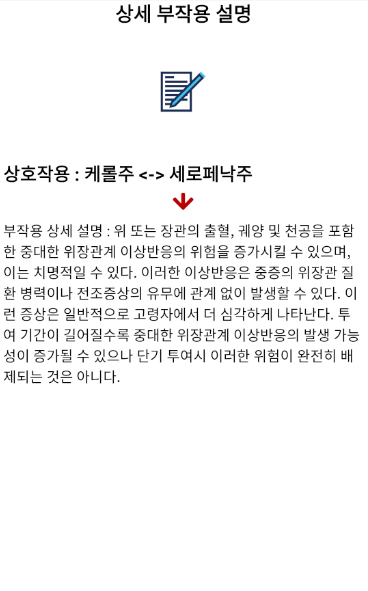 상세 부작용 설명
상호작용 : 케롤주 <-> 세로페낙주
부작용 상세 설명 : 위 또는 장관의 출혈, 궤양 및 천공을 포함
한 중대한 위장관계 이상반응의 위험을 증가시킬 수 있으며,
이는 치명적일 수 있다. 이러한 이상반응은 중증의 위장관 질
환 병력이나 전조증상의 유무에 관계 없이 발생할 수 있다. 이
런 증상은 일반적으로 고령자에서 더 심각하게 나타난다. 투
여 기간이 길어질수록 중대한 위장관계 이상반응의 발생 가능
성이 증가될 수 있으나 단기 투여시 이러한 위험이 완전히 배
제되는 것은 아니다.